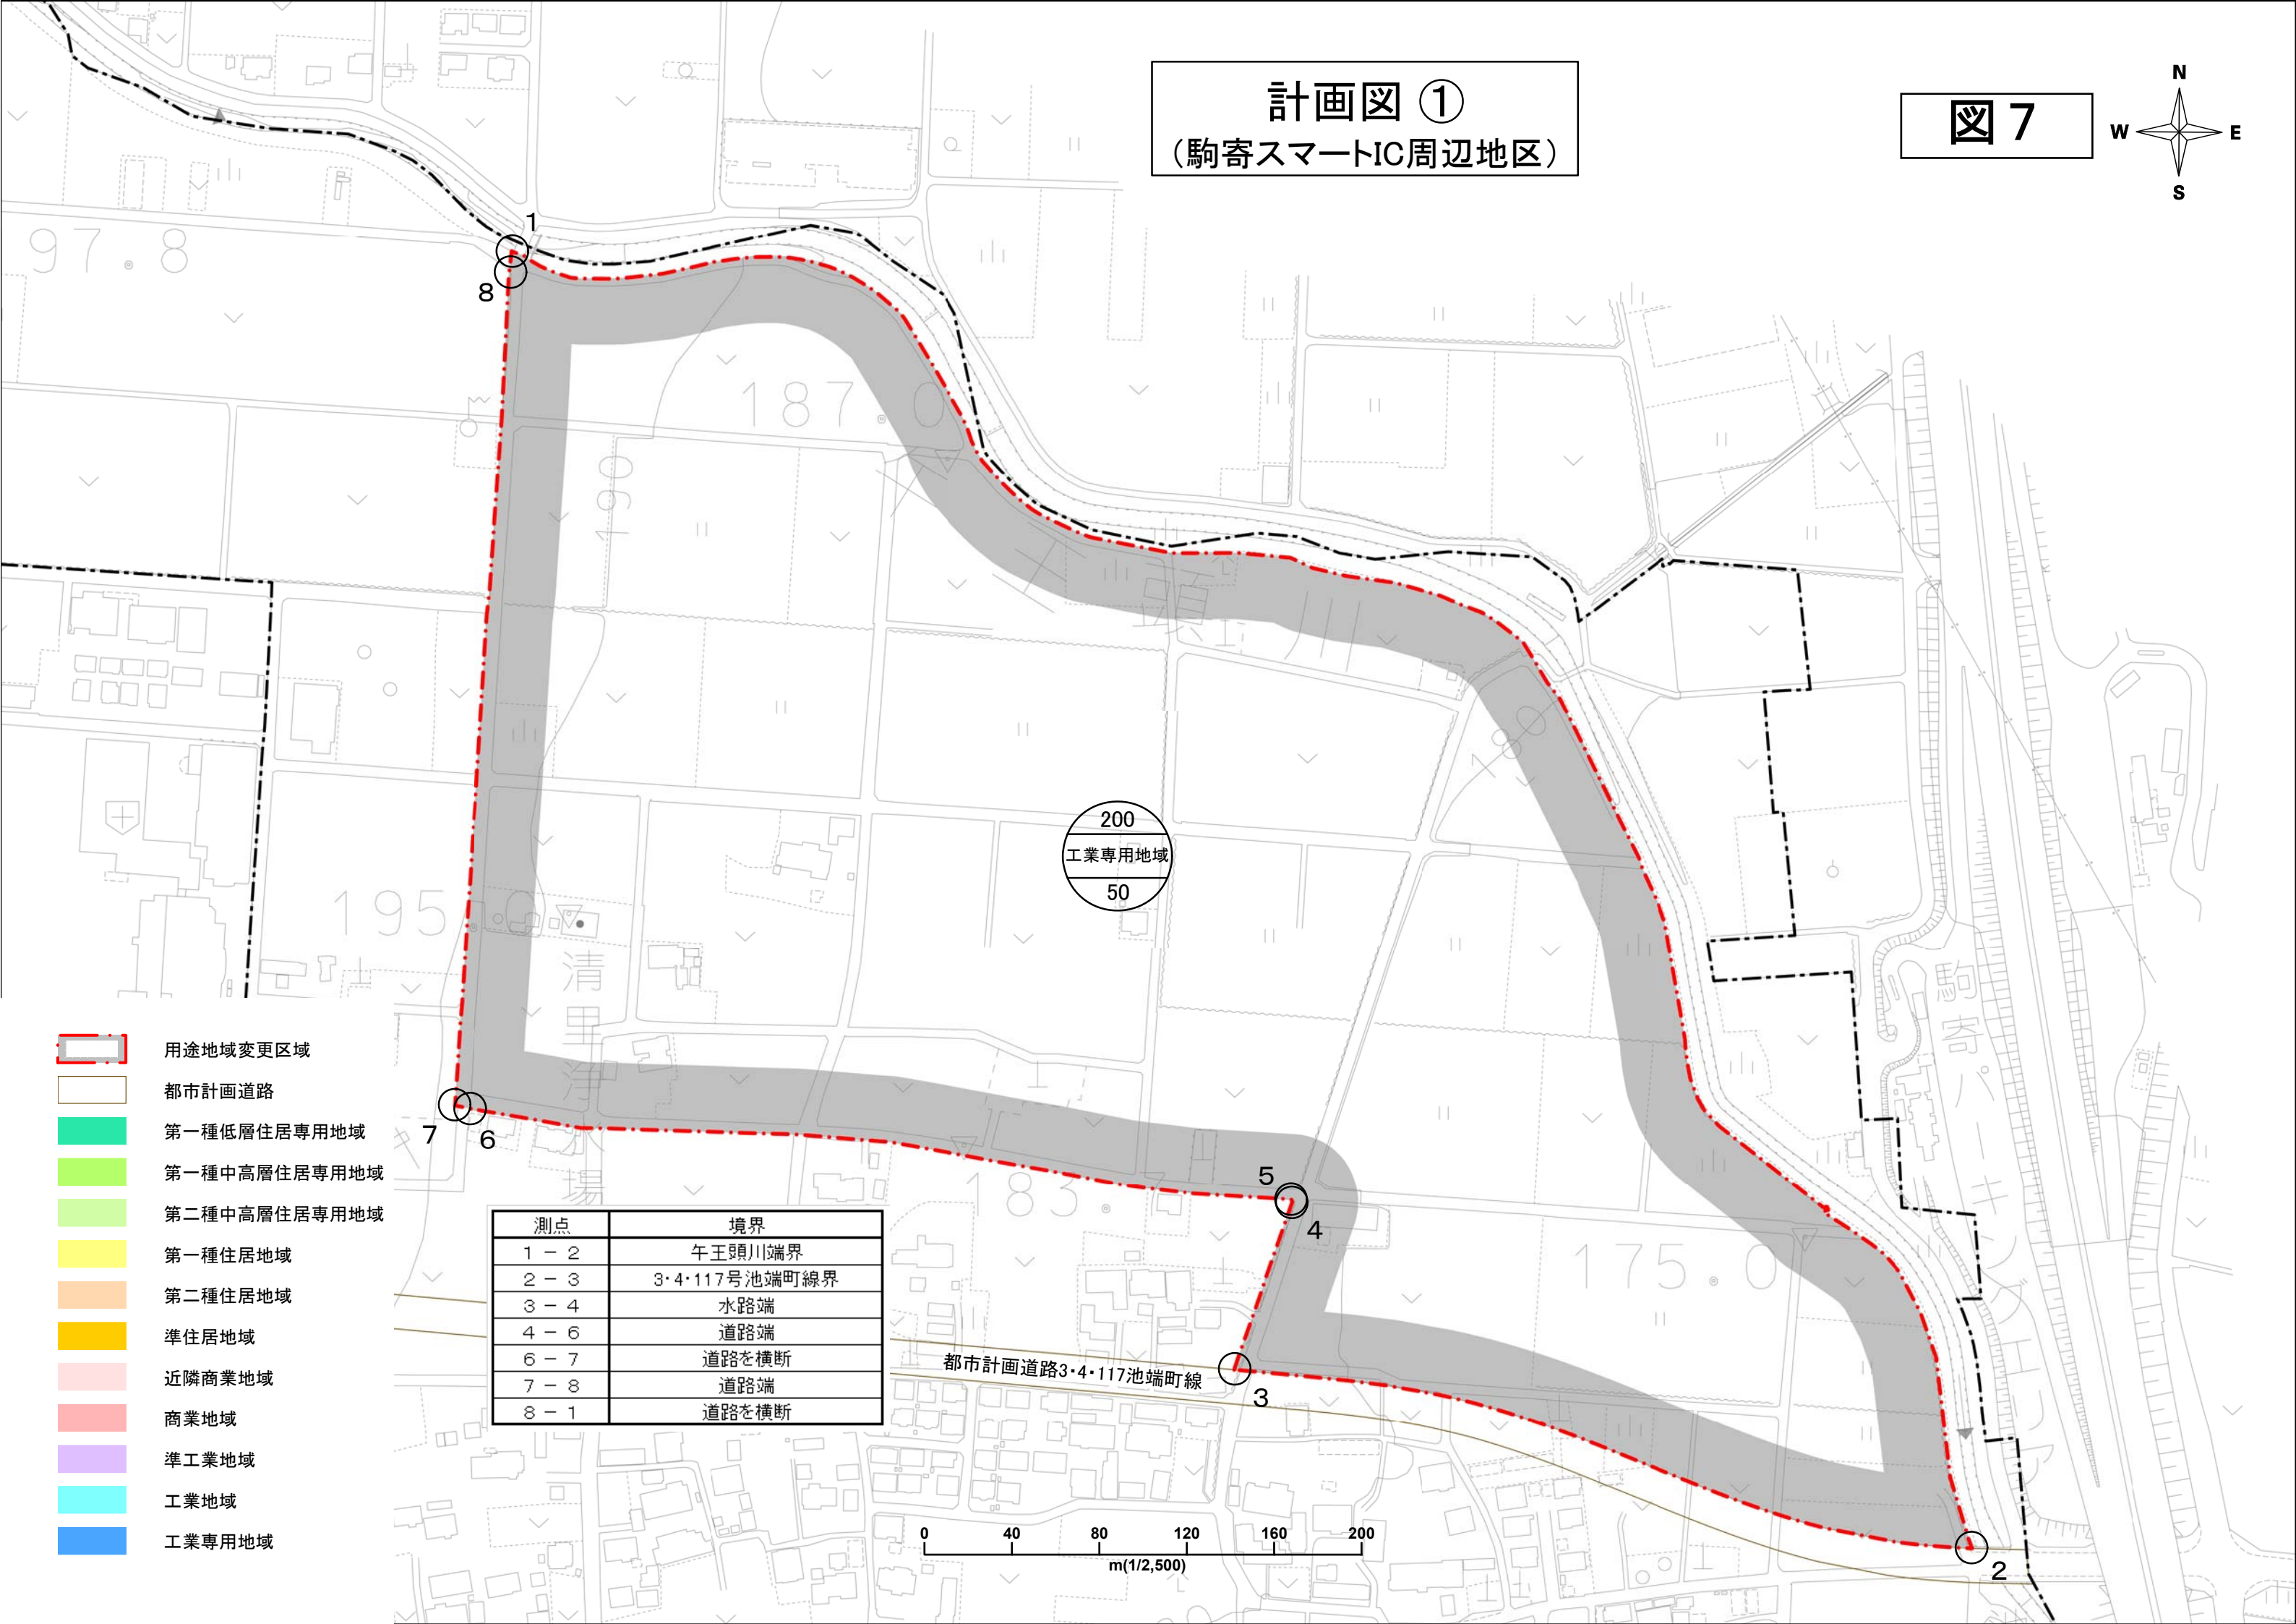 計画図 ①
(駒寄スマートIC周辺地区)
図 7
N
W
E
S
1
8
97.8
187.0
190
180
200
工業専用地域
50
195.0
清里
駒寄
7
6
5
4
183.7
175.0
3
2
都市計画道路3・4・117池端町線
用途地域変更区域
都市計画道路
第一種低層住居専用地域
第一種中高層住居専用地域
第二種中高層住居専用地域
第一種住居地域
第二種住居地域
準住居地域
近隣商業地域
商業地域
準工業地域
工業地域
工業専用地域
測点 境界
1 - 2 午王頭川端界
2 - 3 3・4・117号池端町線界
3 - 4 水路端
4 - 6 道路端
6 - 7 道路を横断
7 - 8 道路端
8 - 1 道路を横断
0 40 80 120 160 200
m(1/2,500)